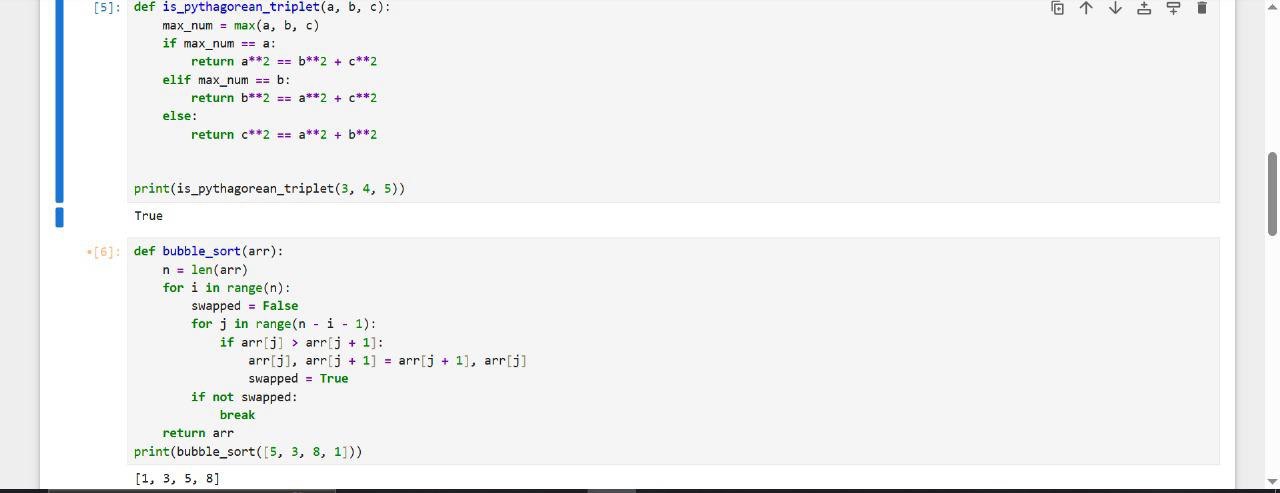 [5]: def is_pythagorean_triplet(a, b, c):
    max_num = max(a, b, c)
    if max_num == a:
        return a**2 == b**2 + c**2
    elif max_num == b:
        return b**2 == a**2 + c**2
    else:
        return c**2 == a**2 + b**2
print(is_pythagorean_triplet(3, 4, 5))
True
•[6]: def bubble_sort(arr):
    n = len(arr)
    for i in range(n):
        swapped = False
        for j in range(n - i - 1):
            if arr[j] > arr[j + 1]:
                arr[j], arr[j + 1] = arr[j + 1], arr[j]
                swapped = True
        if not swapped:
            break
    return arr
print(bubble_sort([5, 3, 8, 1]))
[1, 3, 5, 8]